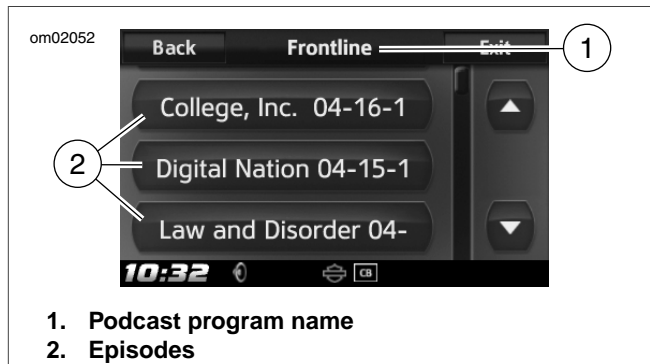 om02052
Back Frontline Exit 1
College, Inc. 04-16-1
2
Digital Nation 04-15-1
Law and Disorder 04-
10:32 CB
1. Podcast program name
2. Episodes